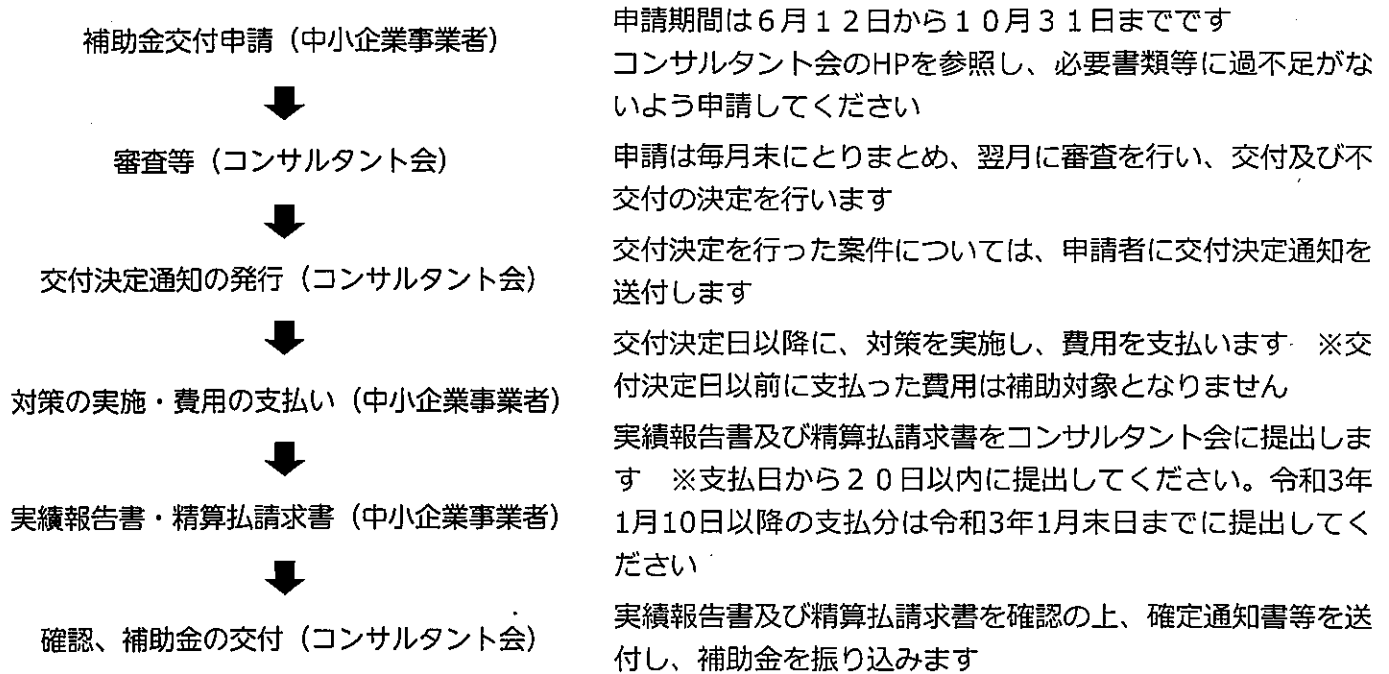 補助金交付申請（中小企業事業者）
申請期間は６月１２日から１０月３１日までです
コンサルタント会のHPを参照し、必要書類等に過不足がな
いよう申請してください
審査等（コンサルタント会）
申請は毎月末にとりまとめ、翌月に審査を行い、交付及び不
交付の決定を行います
交付決定通知の発行（コンサルタント会）
交付決定を行った案件については、申請者に交付決定通知を
送付します
対策の実施・費用の支払い（中小企業事業者）
交付決定日以降に、対策を実施し、費用を支払います　※交
付決定日以前に支払った費用は補助対象となりません
実績報告書・精算払請求書（中小企業事業者）
実績報告書及び精算払請求書をコンサルタント会に提出しま
す　※支払日から２０日以内に提出してください。令和3年
1月10日以降の支払分は令和3年1月末日までに提出してく
ださい
確認、補助金の交付（コンサルタント会）
実績報告書及び精算払請求書を確認の上、確定通知書等を送
付し、補助金を振り込みます